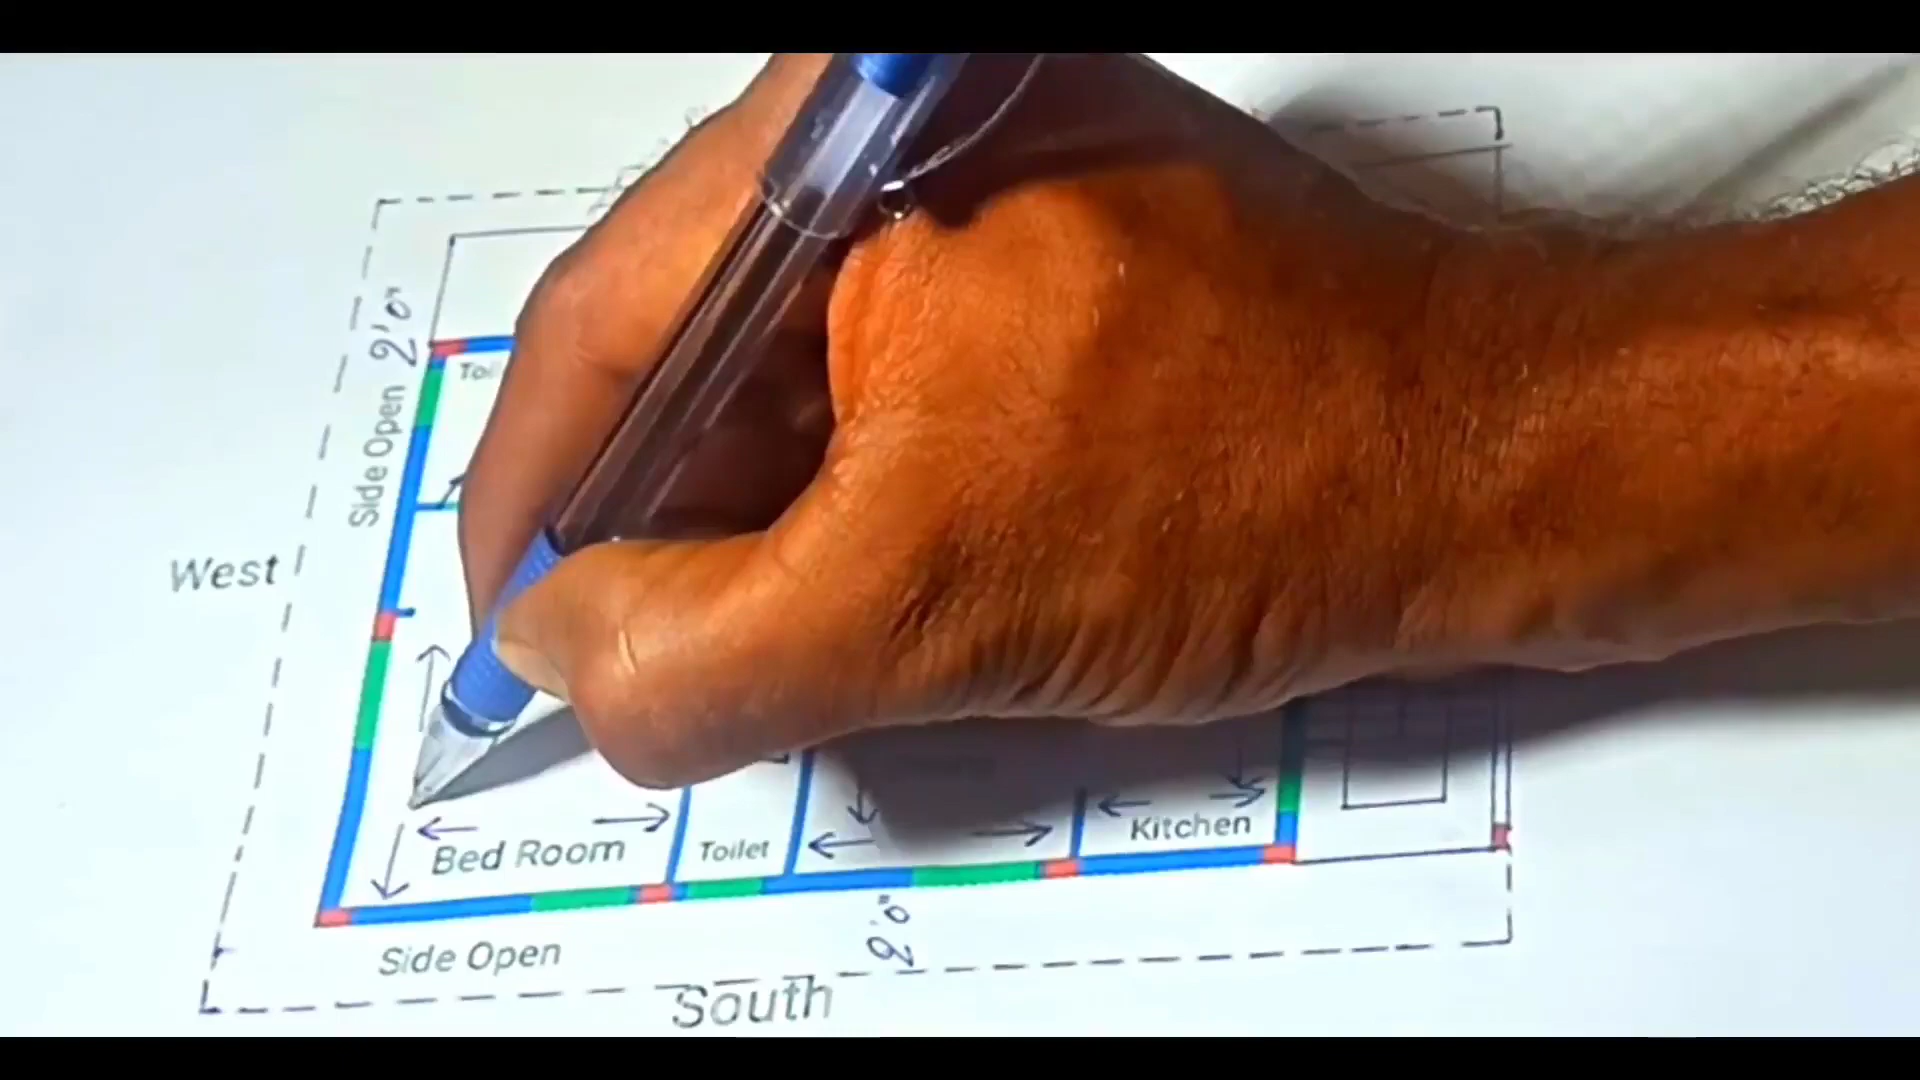 2'0"
Side Open
West
Bed Room
Toilet
Kitchen
Side Open
2'0"
South